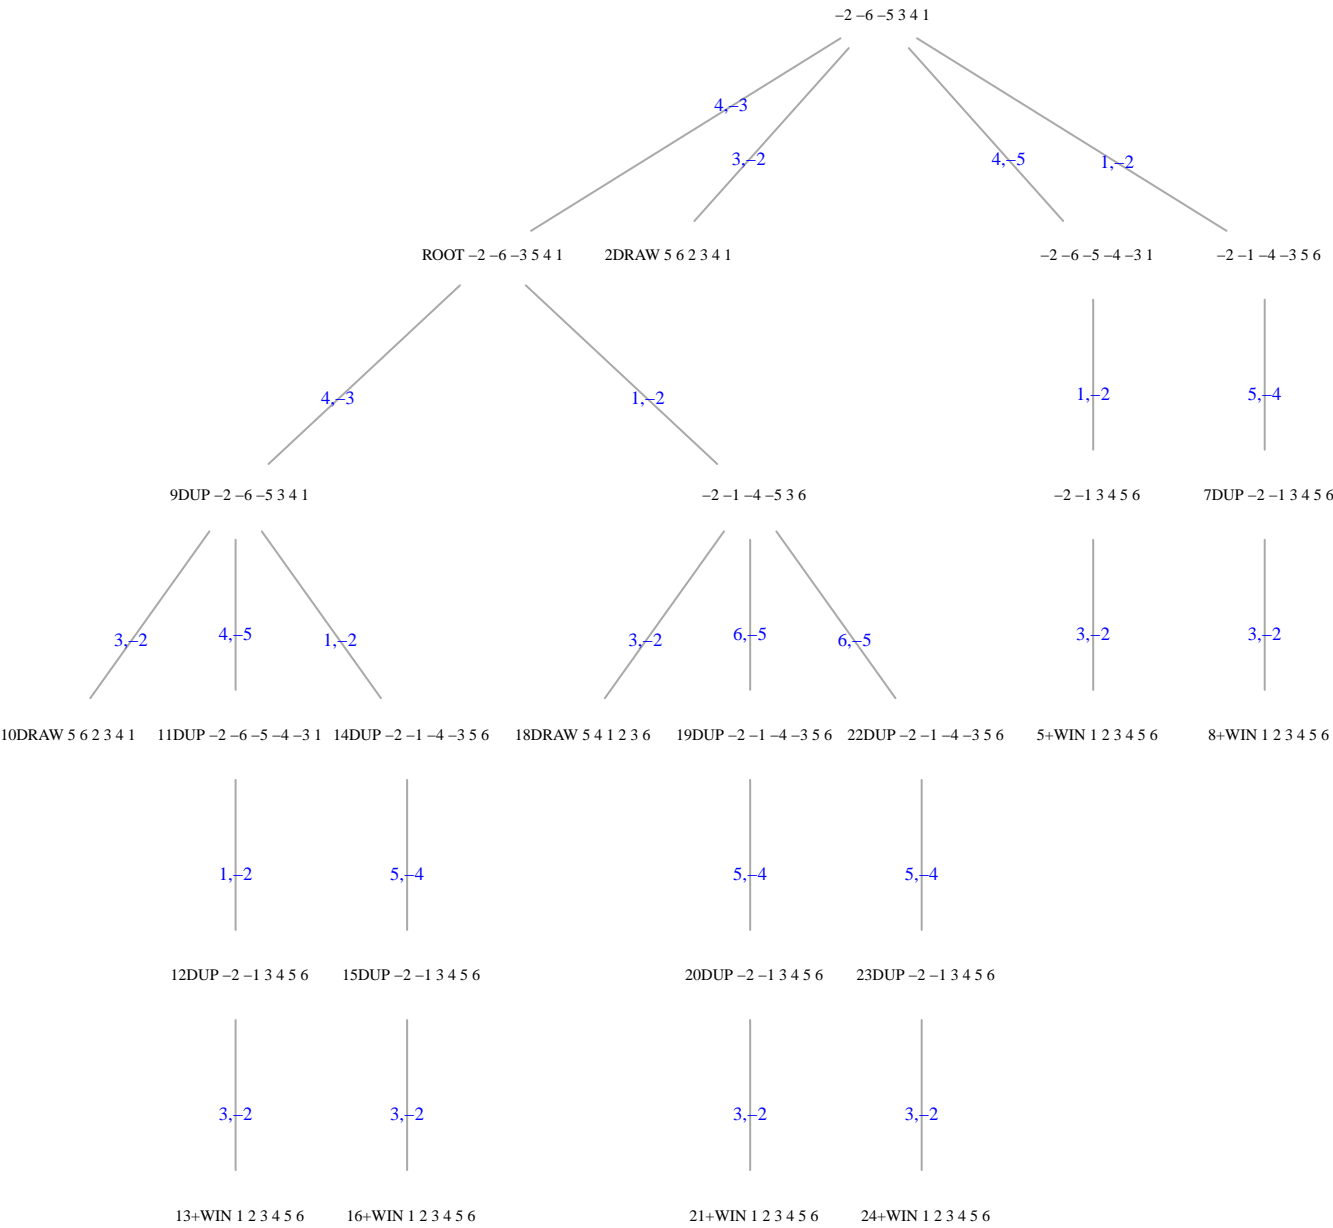 −2 −6 −5 3 4 1
4,−3
3,−2
4,−5
1,−2
ROOT −2 −6 −3 5 4 1
2DRAW 5 6 2 3 4 1
−2 −6 −5 −4 −3 1
−2 −1 −4 −3 5 6
4,−3
1,−2
1,−2
5,−4
9DUP −2 −6 −5 3 4 1
−2 −1 −4 −5 3 6
−2 −1 3 4 5 6
7DUP −2 −1 3 4 5 6
3,−2
4,−5
1,−2
3,−2
6,−5
6,−5
3,−2
3,−2
10DRAW 5 6 2 3 4 1
11DUP −2 −6 −5 −4 −3 1
14DUP −2 −1 −4 −3 5 6
18DRAW 5 4 1 2 3 6
19DUP −2 −1 −4 −3 5 6
22DUP −2 −1 −4 −3 5 6
5+WIN 1 2 3 4 5 6
8+WIN 1 2 3 4 5 6
1,−2
5,−4
5,−4
5,−4
12DUP −2 −1 3 4 5 6
15DUP −2 −1 3 4 5 6
20DUP −2 −1 3 4 5 6
23DUP −2 −1 3 4 5 6
3,−2
3,−2
3,−2
3,−2
13+WIN 1 2 3 4 5 6
16+WIN 1 2 3 4 5 6
21+WIN 1 2 3 4 5 6
24+WIN 1 2 3 4 5 6